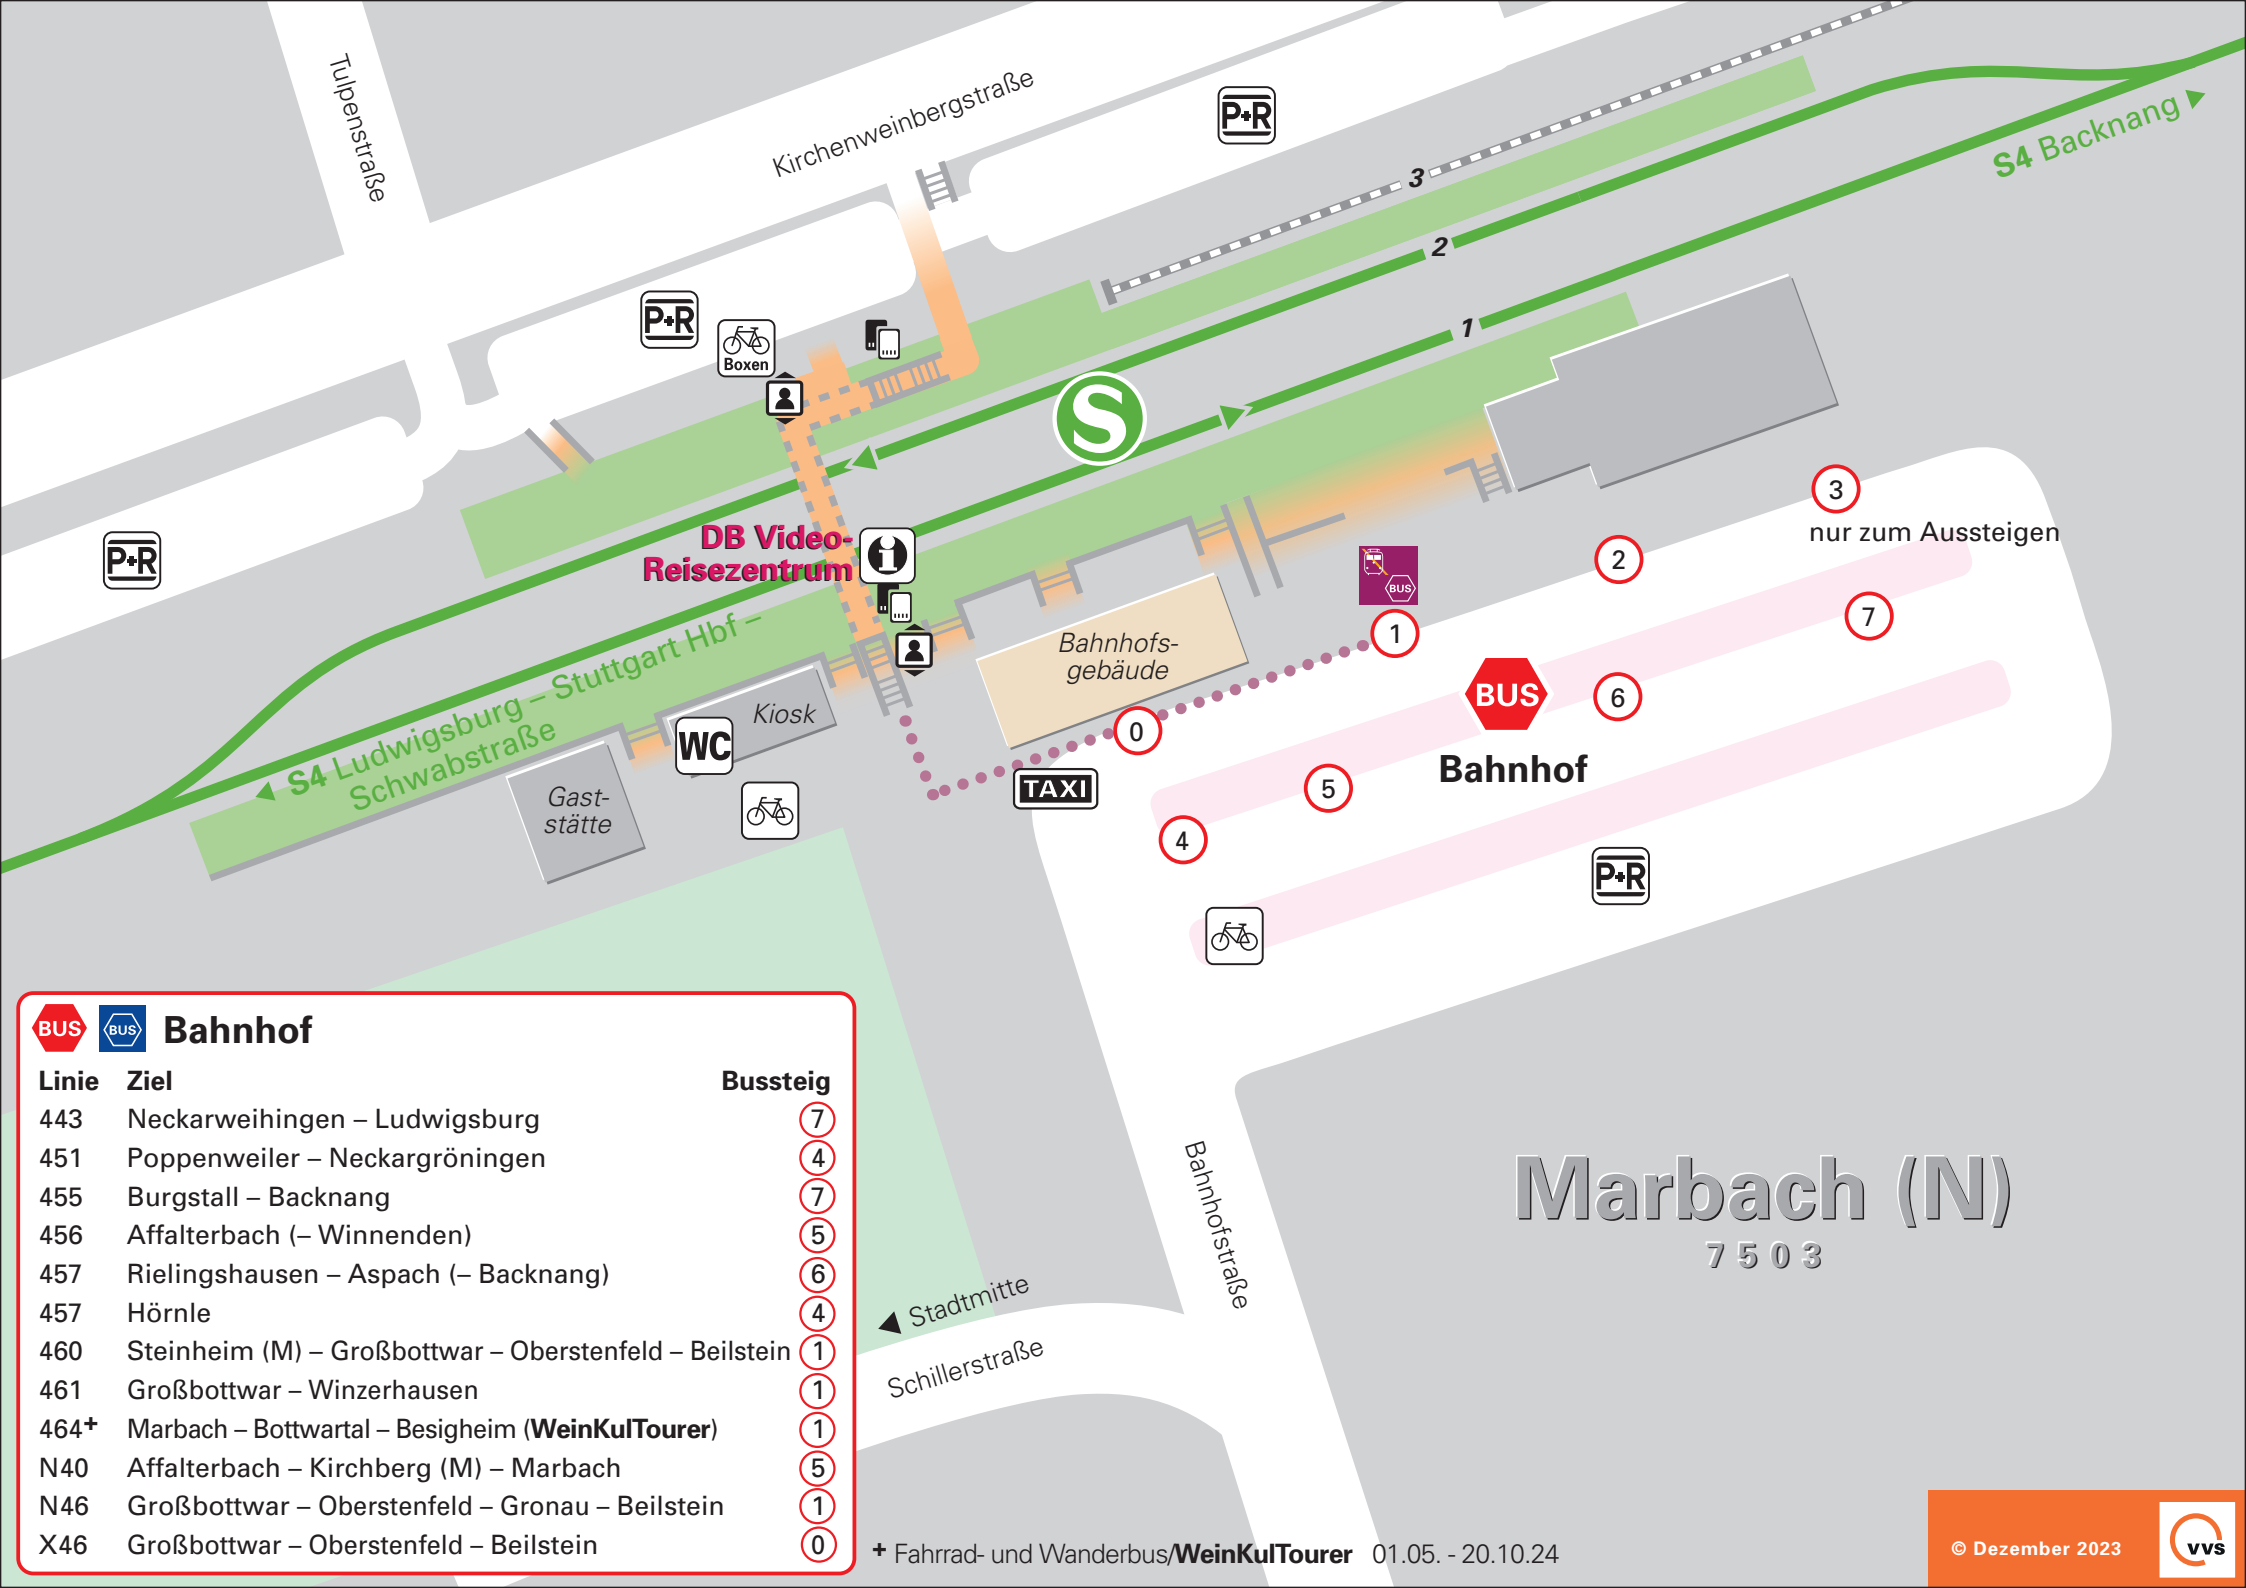 Tulpenstraße
Kirchenweinbergstraße
P+R
3
S4 Backnang
2
P+R
Boxen
1
S
3
nur zum Aussteigen
P+R
DB Video-
Reisezentrum
i
2
BUS
7
1
Bahnhofs-
gebäude
S4 Ludwigsburg – Stuttgart Hbf –
Schwabstraße
Kiosk
WC
0
BUS
6
Bahnhof
TAXI
5
Gast-
stätte
4
P+R
BUS
BUS
Bahnhof
Linie Ziel Bussteig
443 Neckarweihingen – Ludwigsburg 7
451 Poppenweiler – Neckargröningen 4
455 Burgstall – Backnang 7
456 Affalterbach (– Winnenden) 5
457 Rielingshausen – Aspach (– Backnang) 6
457 Hörnle 4
460 Steinheim (M) – Großbottwar – Oberstenfeld – Beilstein 1
461 Großbottwar – Winzerhausen 1
464+ Marbach – Bottwartal – Besigheim (WeinKulTourer) 1
N40 Affalterbach – Kirchberg (M) – Marbach 5
N46 Großbottwar – Oberstenfeld – Gronau – Beilstein 1
X46 Großbottwar – Oberstenfeld – Beilstein 0
Bahnhofstraße
Marbach (N)
7503
Stadtmitte
Schillerstraße
+ Fahrrad- und Wanderbus/WeinKulTourer 01.05. - 20.10.24
© Dezember 2023
vvs